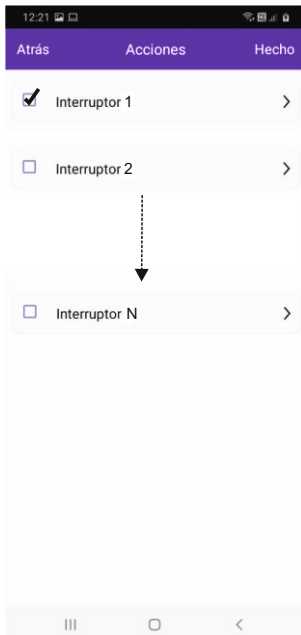 12:21
Atrás Acciones Hecho
Interruptor 1
Interruptor 2
Interruptor N